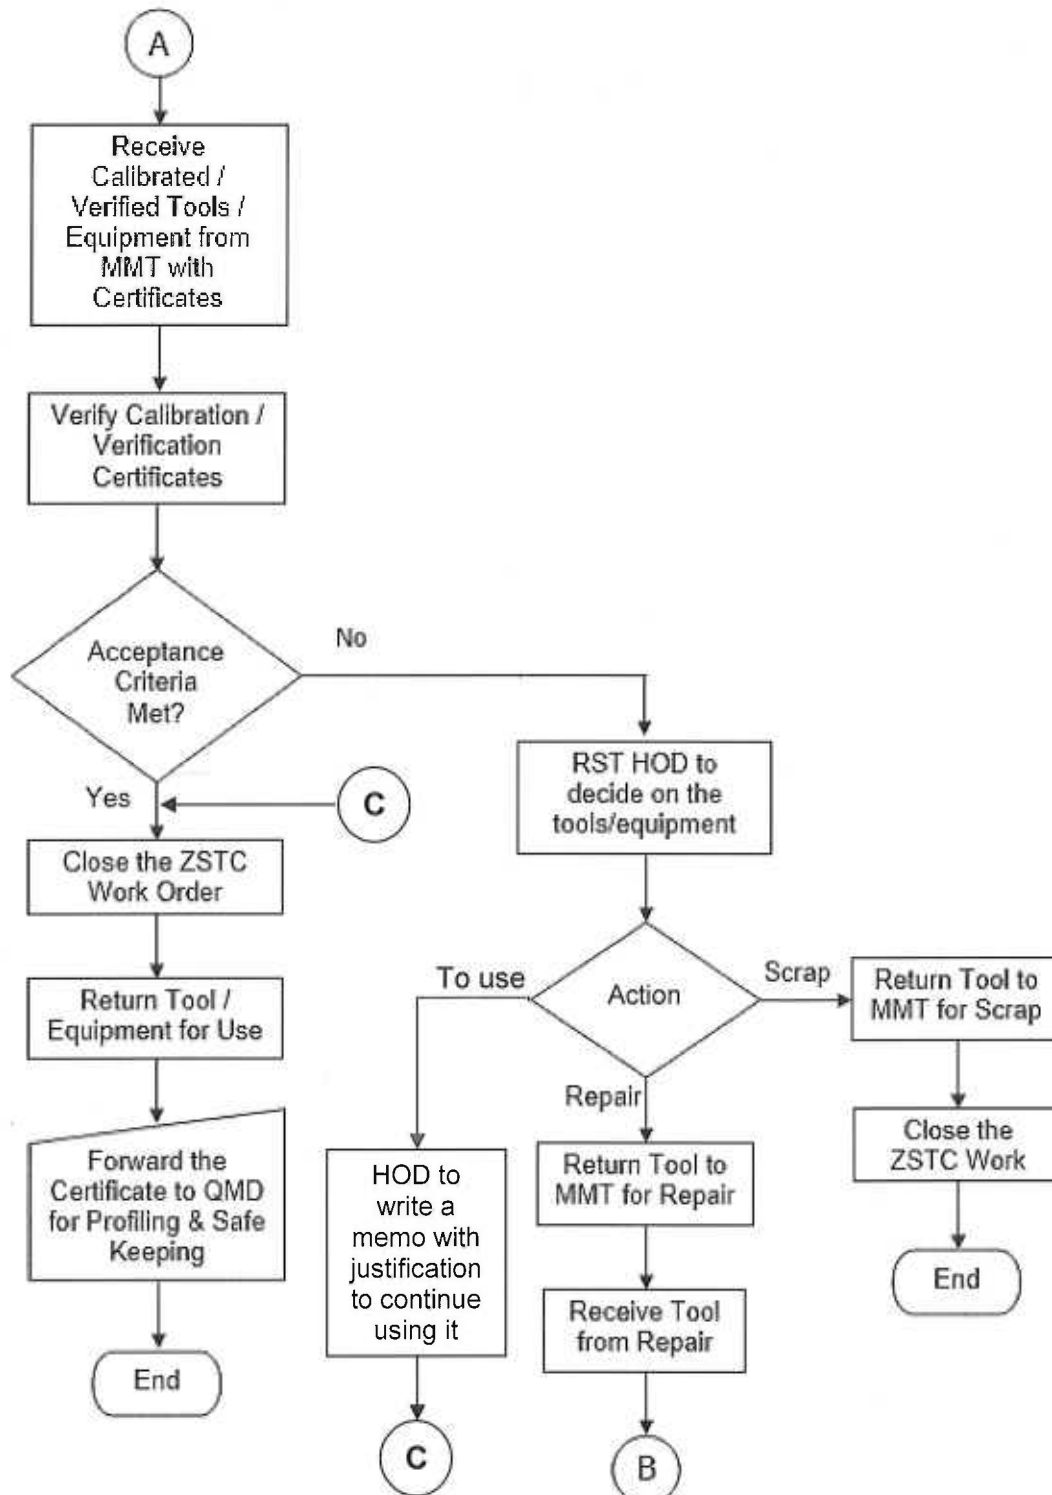 A
Receive
Calibrated /
Verified Tools /
Equipment from
MMT with
Certificates
Verify Calibration /
Verification
Certificates
Acceptance
Criteria
Met?
No
Yes
C
Close the ZSTC
Work Order
Return Tool /
Equipment for Use
Forward the
Certificate to QMD
for Profiling & Safe
Keeping
End
RST HOD to
decide on the
tools/equipment
Action
To use
Scrap
Repair
HOD to
write a
memo with
justification
to continue
using it
C
Return Tool to
MMT for Repair
Receive Tool
from Repair
B
Return Tool to
MMT for Scrap
Close the
ZSTC Work
End